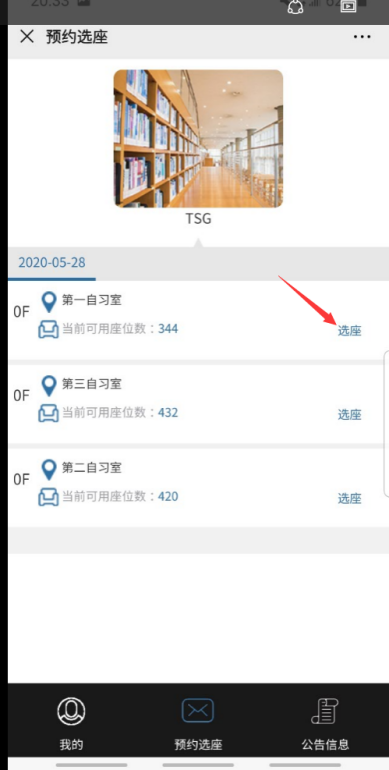 20:33
预约选座
TSG
2020-05-28
0F
第一自习室
当前可用座位数：344
选座
0F
第三自习室
当前可用座位数：432
选座
0F
第二自习室
当前可用座位数：420
选座
我的 预约选座 公告信息